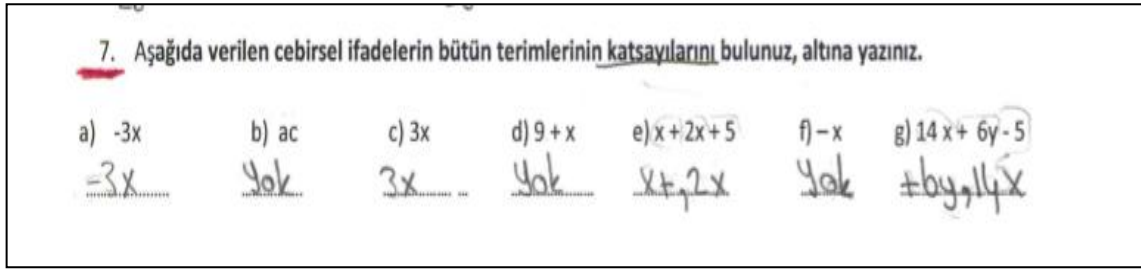 7. Aşağıda verilen cebirsel ifadelerin bütün terimlerinin katsayılarını bulunuz, altına yazınız.
a) -3x b) ac c) 3x d) 9 + x e) x + 2x + 5 f) – x g) 14 x + 6y - 5
-3x Yok 3x Yok x+,2x Yok +6y,14x